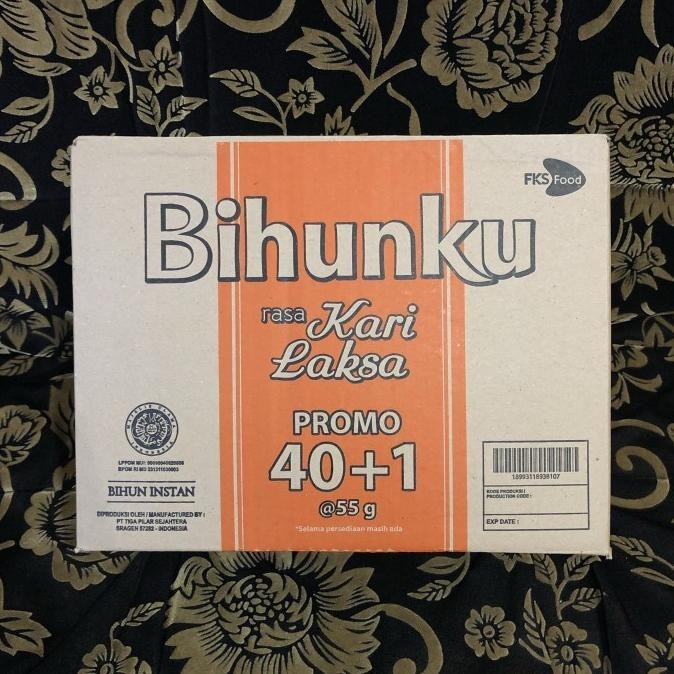 FKS Food
Bihunku
rasa Kari
Laksa
PROMO
40+1
@55 g
*Selama persediaan masih ada
BIHUN INSTAN
DIPRODUKSI OLEH / MANUFACTURED BY :
PT TIGA PILAR SEJAHTERA
SRAGEN 57282 - INDONESIA
18993118938107
KODE PRODUKSI /
PRODUCTION CODE :
EXP DATE :